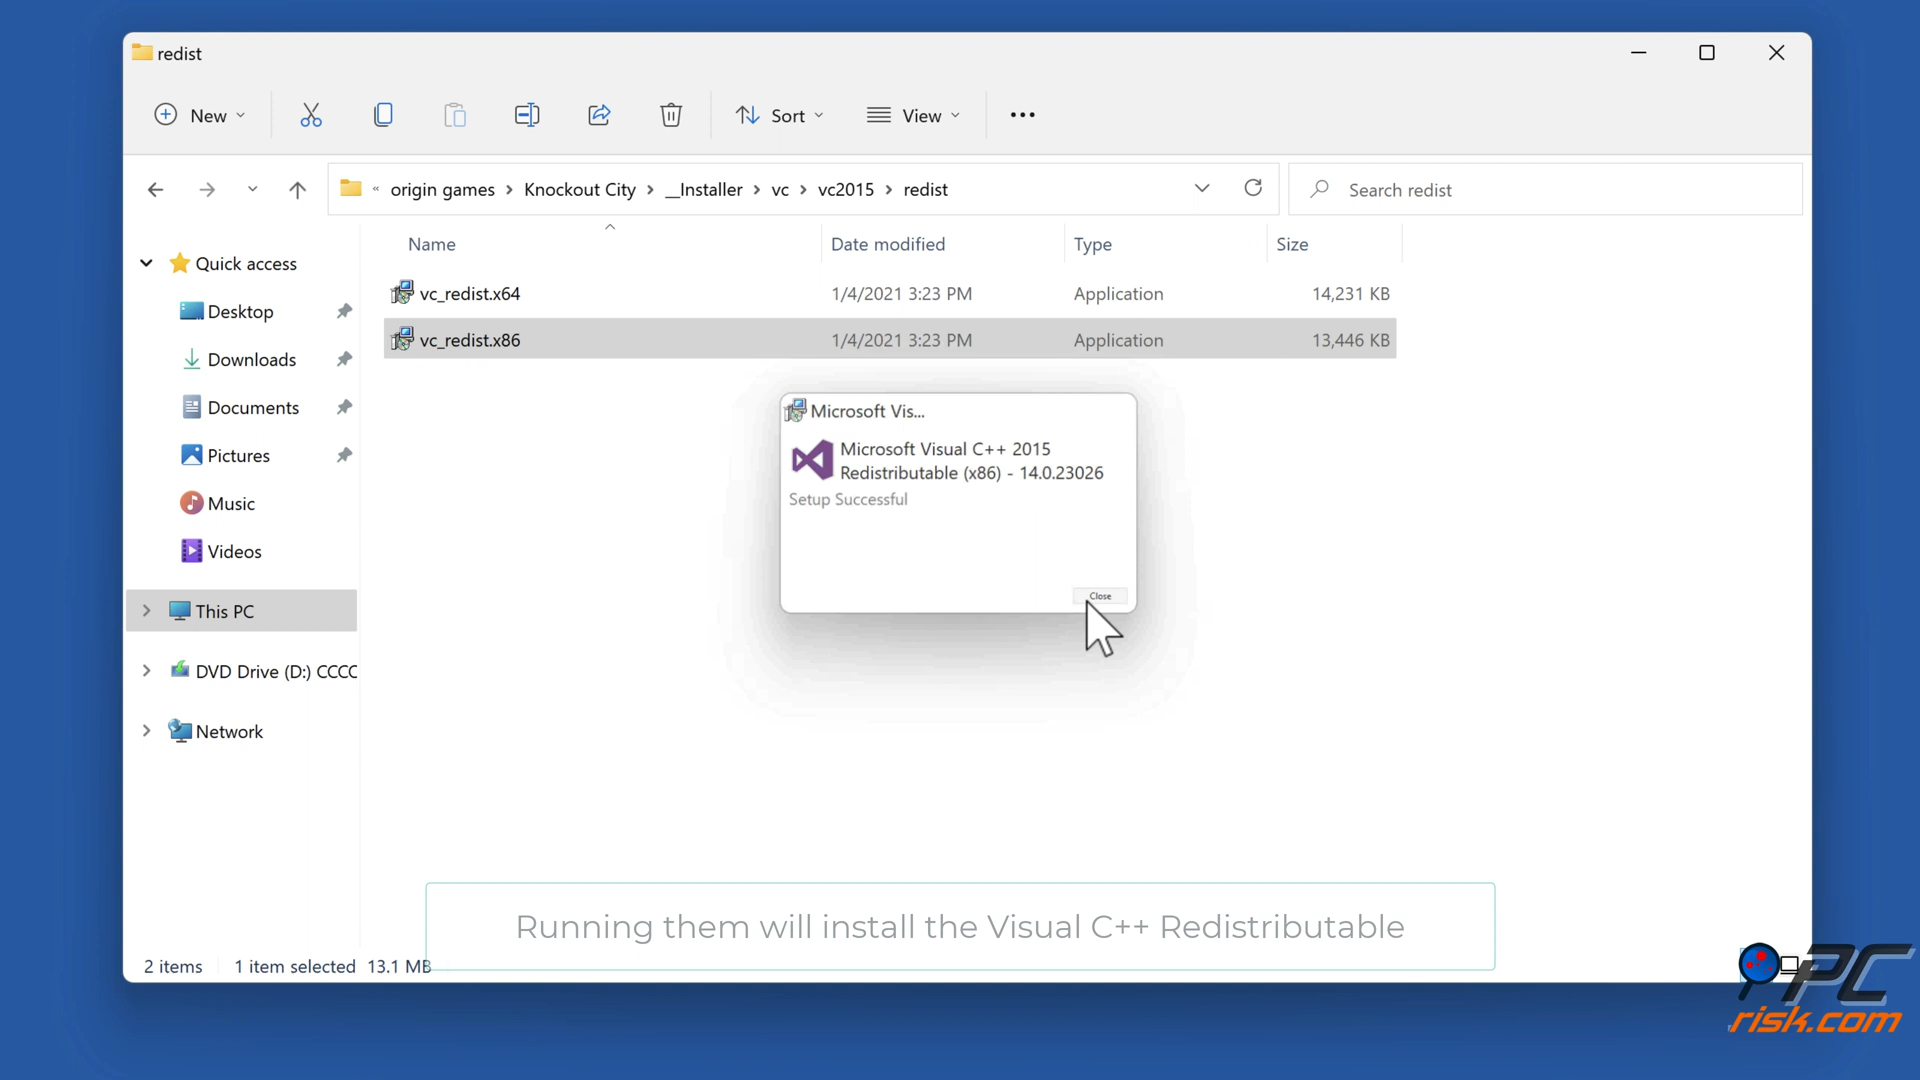 redist
New
Sort
View
origin games
Knockout City
__Installer
vc
vc2015
redist
Search redist
Name
Date modified
Type
Size
Quick access
Desktop
Downloads
Documents
Pictures
Music
Videos
This PC
DVD Drive (D:) CCCC
Network
vc_redist.x64 1/4/2021 3:23 PM Application 14,231 KB
vc_redist.x86 1/4/2021 3:23 PM Application 13,446 KB
Microsoft Vis...
Microsoft Visual C++ 2015
Redistributable (x86) - 14.0.23026
Setup Successful
Close
Running them will install the Visual C++ Redistributable
2 items 1 item selected 13.1 MB
PC
risk.com